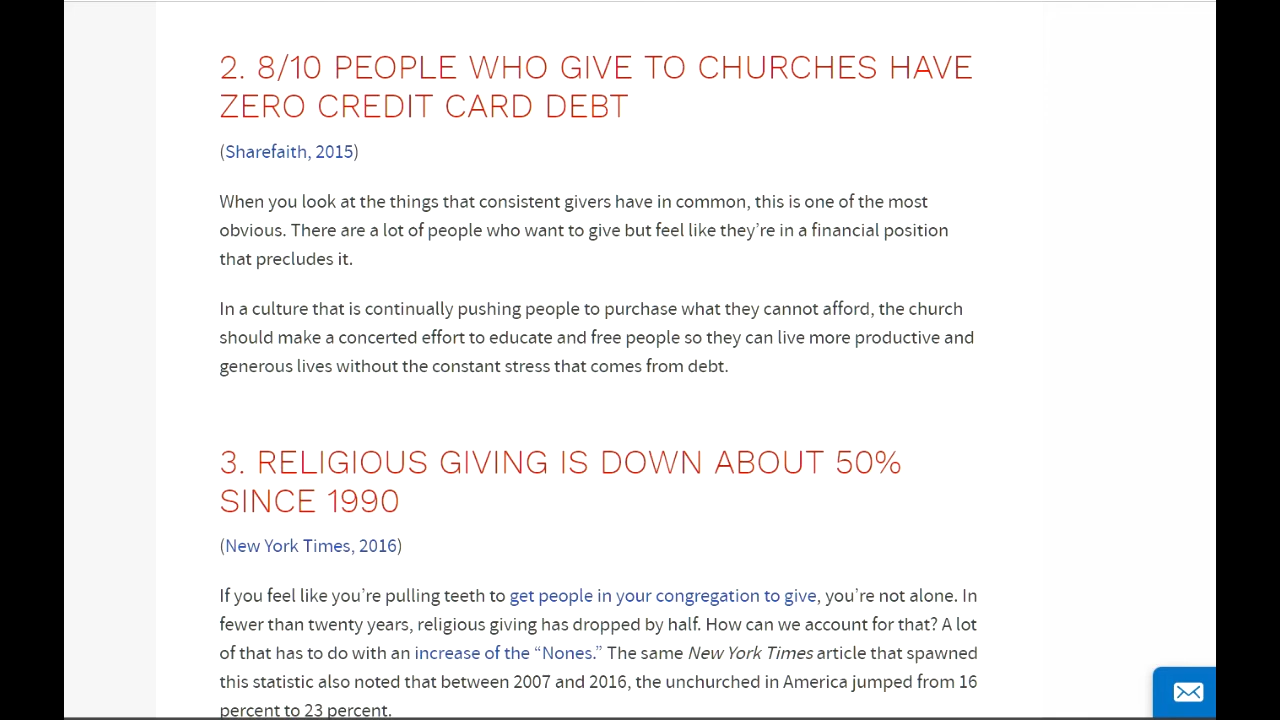 2. 8/10 PEOPLE WHO GIVE TO CHURCHES HAVE
ZERO CREDIT CARD DEBT
(Sharefaith, 2015)
When you look at the things that consistent givers have in common, this is one of the most
obvious. There are a lot of people who want to give but feel like they’re in a financial position
that precludes it.
In a culture that is continually pushing people to purchase what they cannot afford, the church
should make a concerted effort to educate and free people so they can live more productive and
generous lives without the constant stress that comes from debt.
3. RELIGIOUS GIVING IS DOWN ABOUT 50%
SINCE 1990
(New York Times, 2016)
If you feel like you’re pulling teeth to get people in your congregation to give, you’re not alone. In
fewer than twenty years, religious giving has dropped by half. How can we account for that? A lot
of that has to do with an increase of the “Nones.” The same New York Times article that spawned
this statistic also noted that between 2007 and 2016, the unchurched in America jumped from 16
percent to 23 percent.